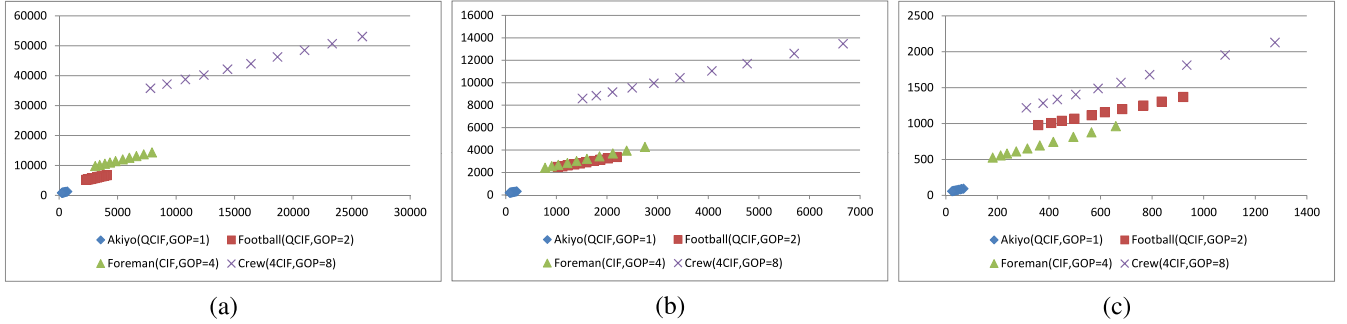 60000
50000
40000
30000
20000
10000
0
0 5000 10000 15000 20000 25000 30000
Akiyo(QCIF,GOP=1) Football(QCIF,GOP=2)
Foreman(CIF,GOP=4) Crew(4CIF,GOP=8)
(a)
16000
14000
12000
10000
8000
6000
4000
2000
0
0 1000 2000 3000 4000 5000 6000 7000
Akiyo(QCIF,GOP=1) Football(QCIF,GOP=2)
Foreman(CIF,GOP=4) Crew(4CIF,GOP=8)
(b)
2500
2000
1500
1000
500
0
0 200 400 600 800 1000 1200 1400
Akiyo(QCIF,GOP=1) Football(QCIF,GOP=2)
Foreman(CIF,GOP=4) Crew(4CIF,GOP=8)
(c)